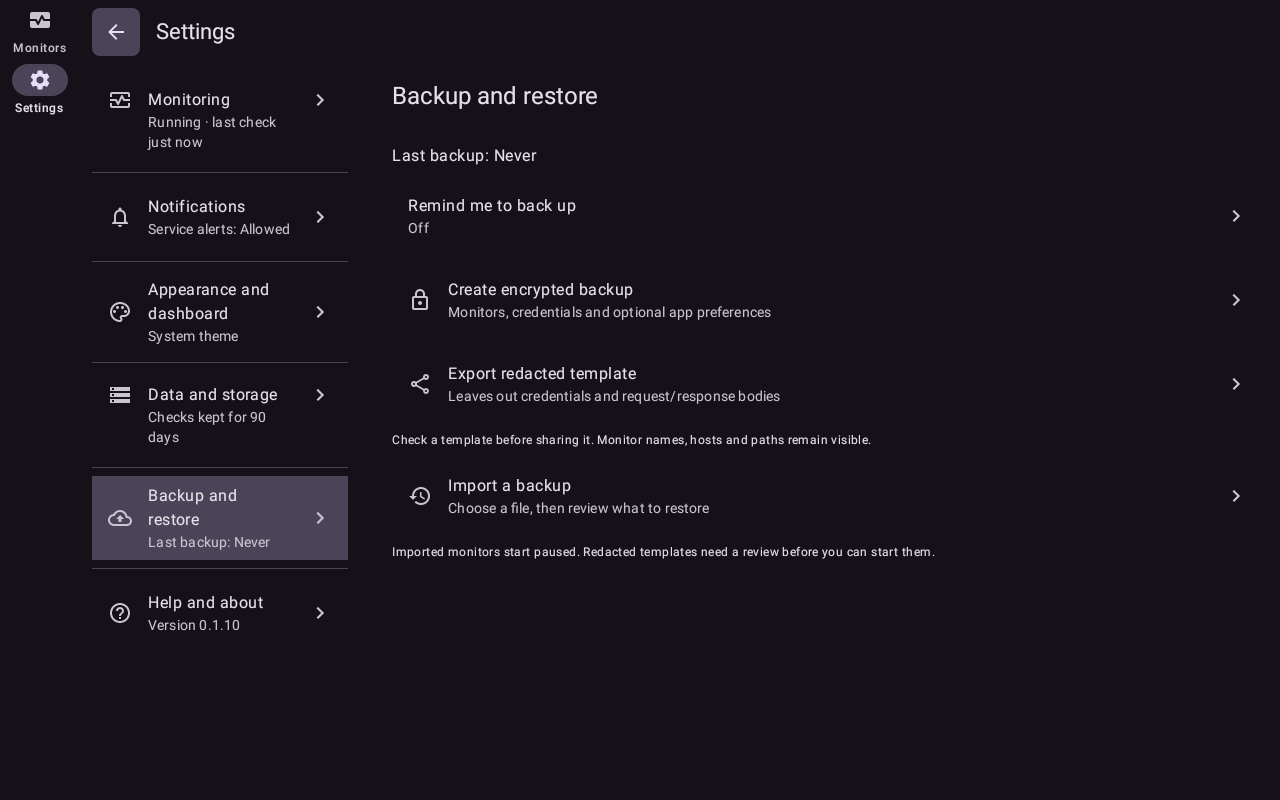 Monitors
Settings
Settings
Monitoring
Running · last check
just now
Notifications
Service alerts: Allowed
Appearance and
dashboard
System theme
Data and storage
Checks kept for 90
days
Backup and
restore
Last backup: Never
Help and about
Version 0.1.10
Backup and restore
Last backup: Never
Remind me to back up
Off
Create encrypted backup
Monitors, credentials and optional app preferences
Export redacted template
Leaves out credentials and request/response bodies
Check a template before sharing it. Monitor names, hosts and paths remain visible.
Import a backup
Choose a file, then review what to restore
Imported monitors start paused. Redacted templates need a review before you can start them.